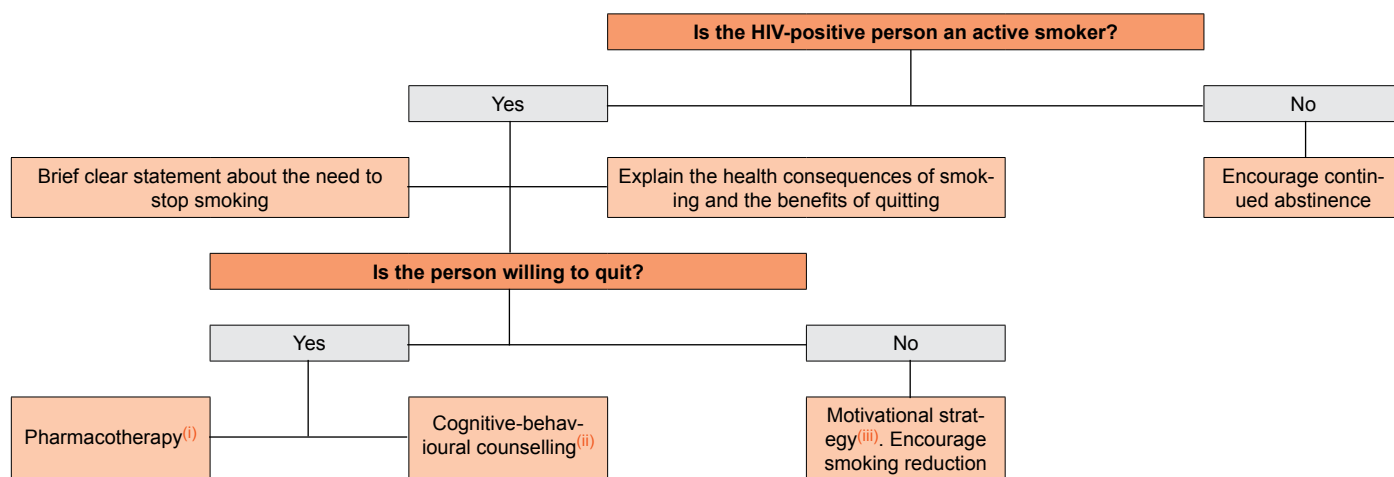 Is the HIV-positive person an active smoker?
Yes
No
Brief clear statement about the need to
stop smoking
Explain the health consequences of smok-
ing and the benefits of quitting
Encourage contin-
ued abstinence
Is the person willing to quit?
Yes
No
Pharmacotherapy(i)
Cognitive-behav-
ioural counselling(ii)
Motivational strat-
egy(iii). Encourage
smoking reduction